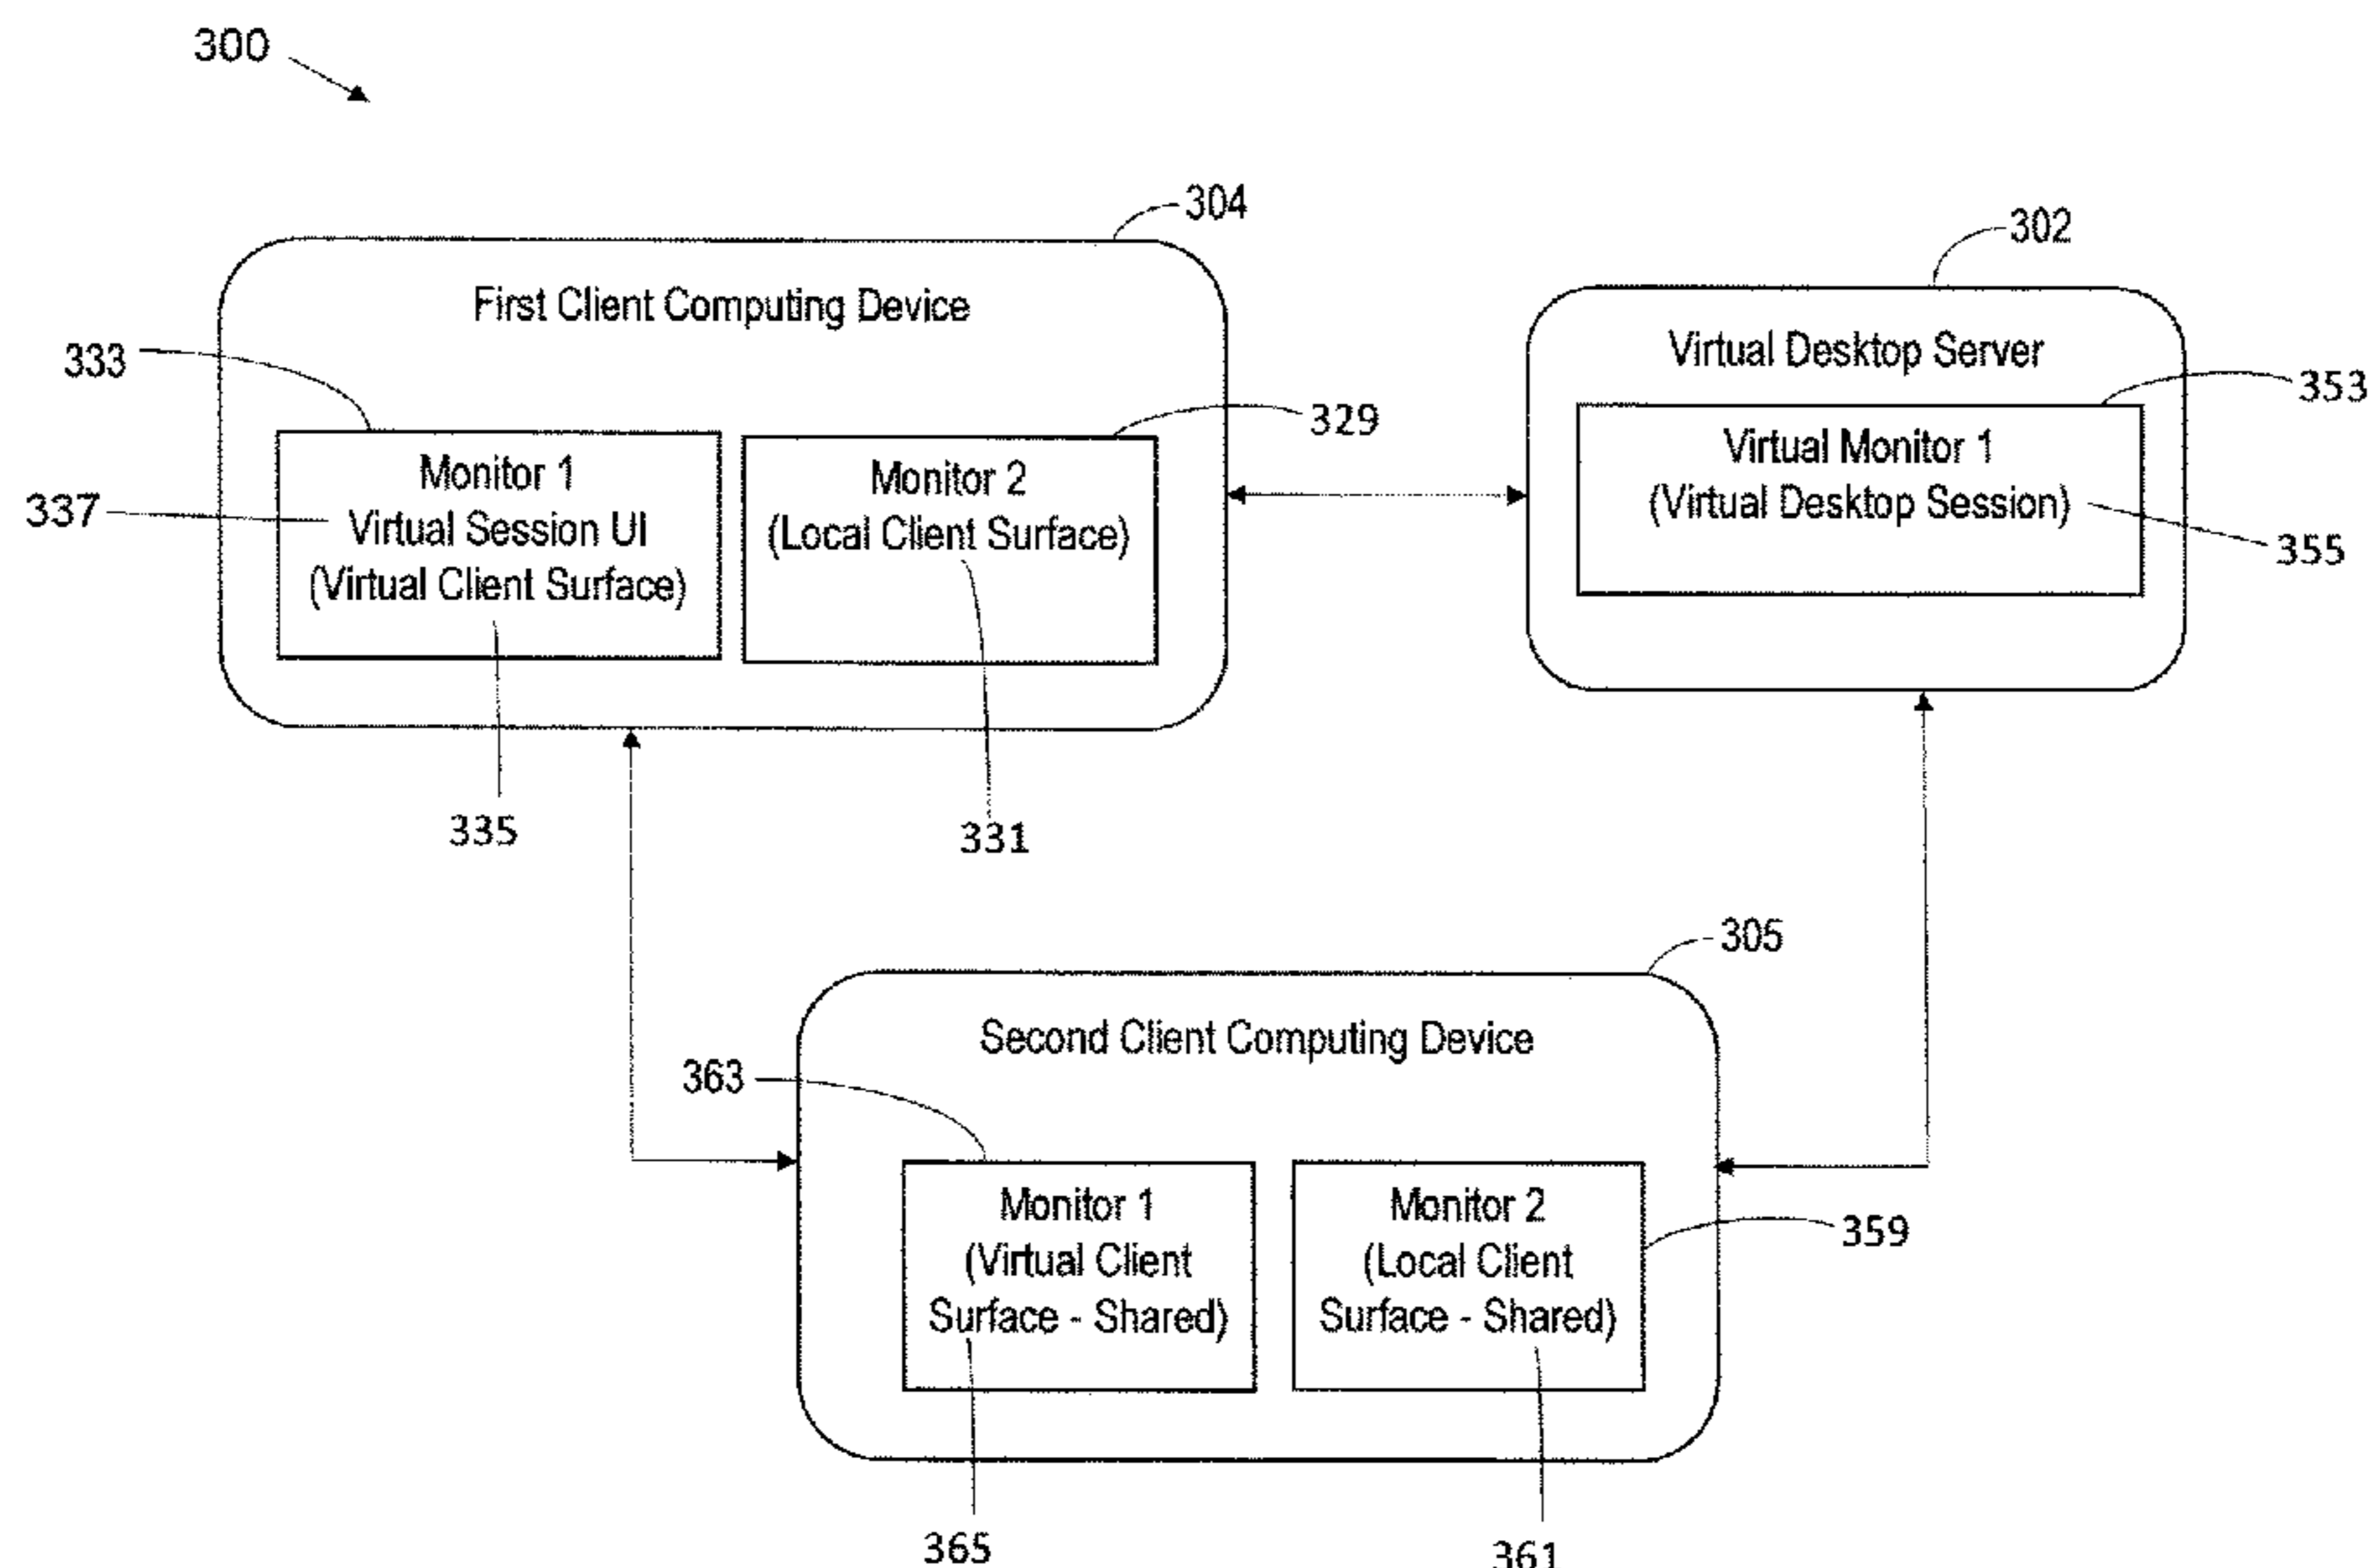 300
304
302
First Client Computing Device
Virtual Desktop Server
333
353
329
Monitor 1
Virtual Session UI
(Virtual Client Surface)
Monitor 2
(Local Client Surface)
Virtual Monitor 1
(Virtual Desktop Session)
337
355
335
331
305
Second Client Computing Device
363
Monitor 1
(Virtual Client
Surface - Shared)
Monitor 2
(Local Client
Surface - Shared)
359
365
361